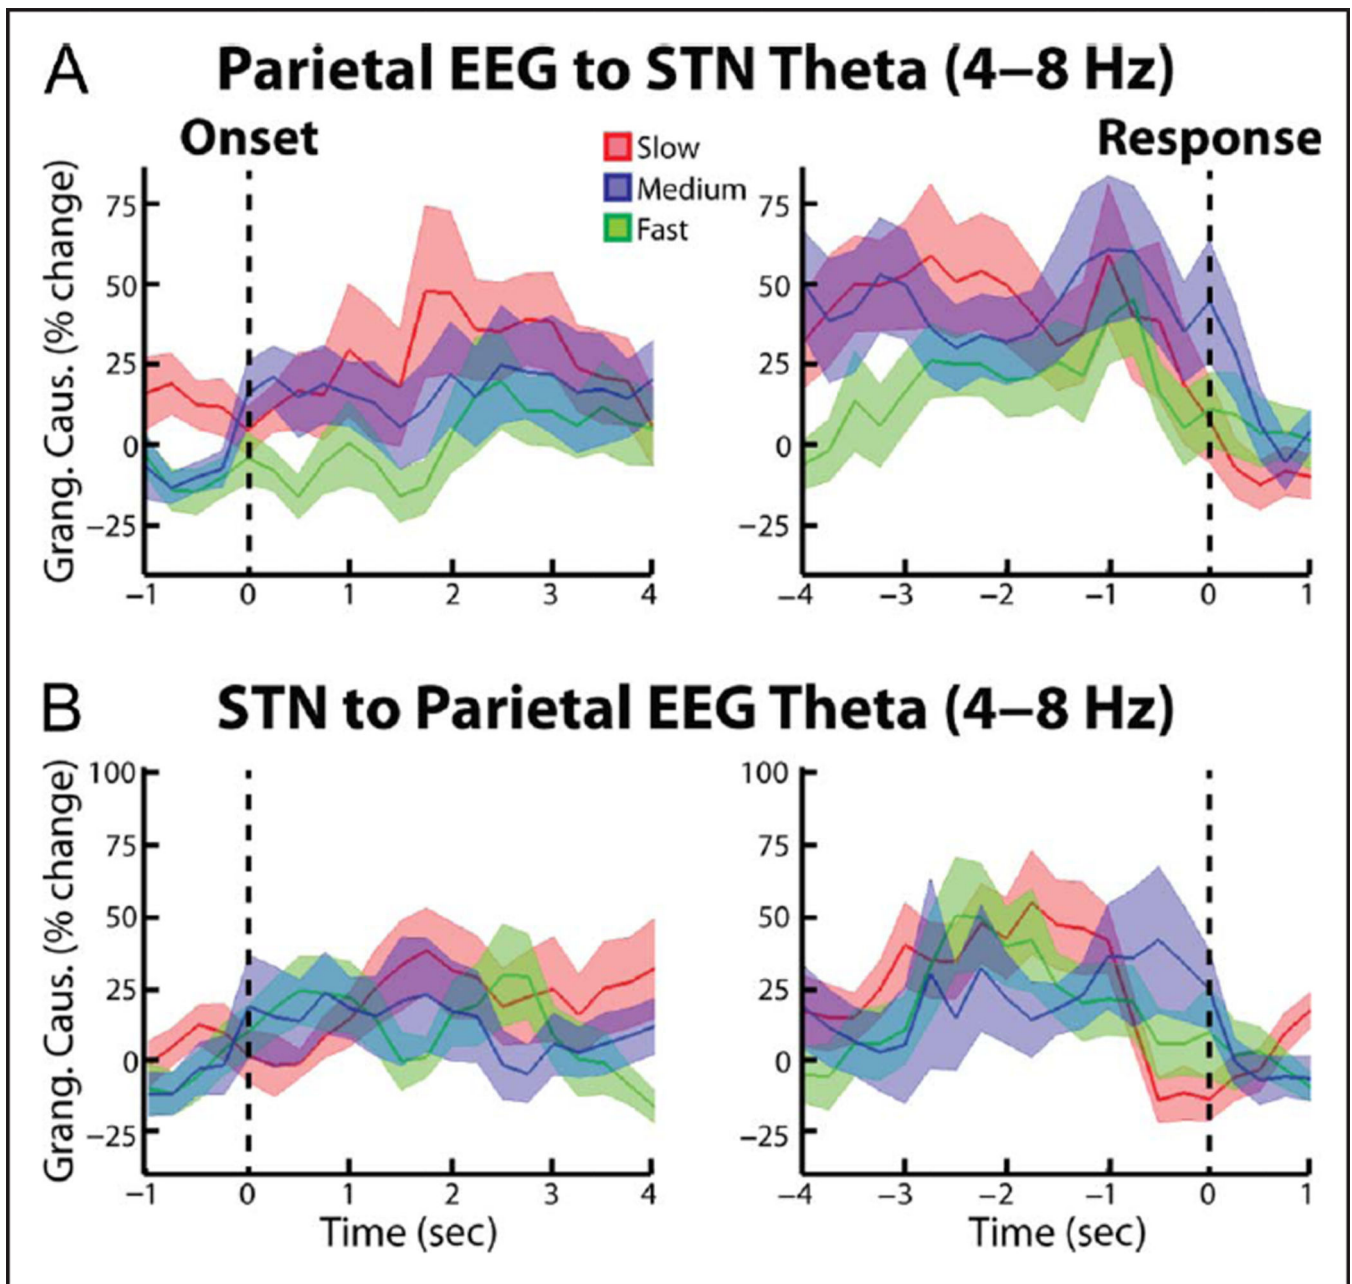 A
Parietal EEG to STN Theta (4–8 Hz)
Onset
Response
Slow
Medium
Fast
Grang. Caus. (% change)
75
50
25
0
−25
−1 0 1 2 3 4
75
50
25
0
−25
−4 −3 −2 −1 0 1
B
STN to Parietal EEG Theta (4–8 Hz)
Grang. Caus. (% change)
100
75
50
25
0
−25
−1 0 1 2 3 4
Time (sec)
100
75
50
25
0
−25
−4 −3 −2 −1 0 1
Time (sec)